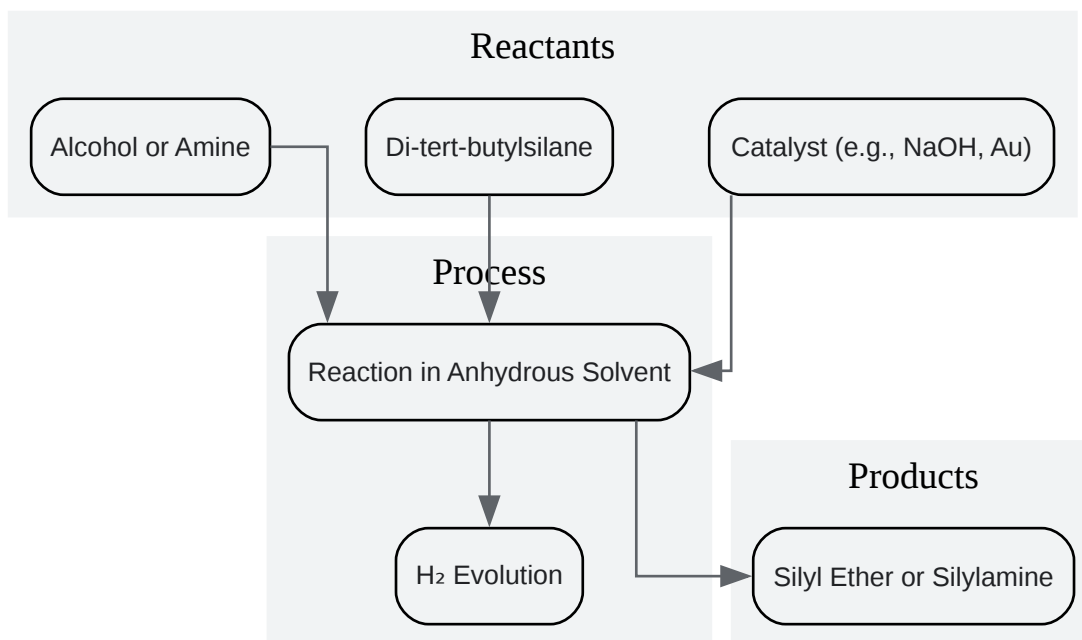 Reactants
Alcohol or Amine
Di-tert-butylsilane
Catalyst (e.g., NaOH, Au)
Process
Reaction in Anhydrous Solvent
Products
H₂ Evolution
Silyl Ether or Silylamine